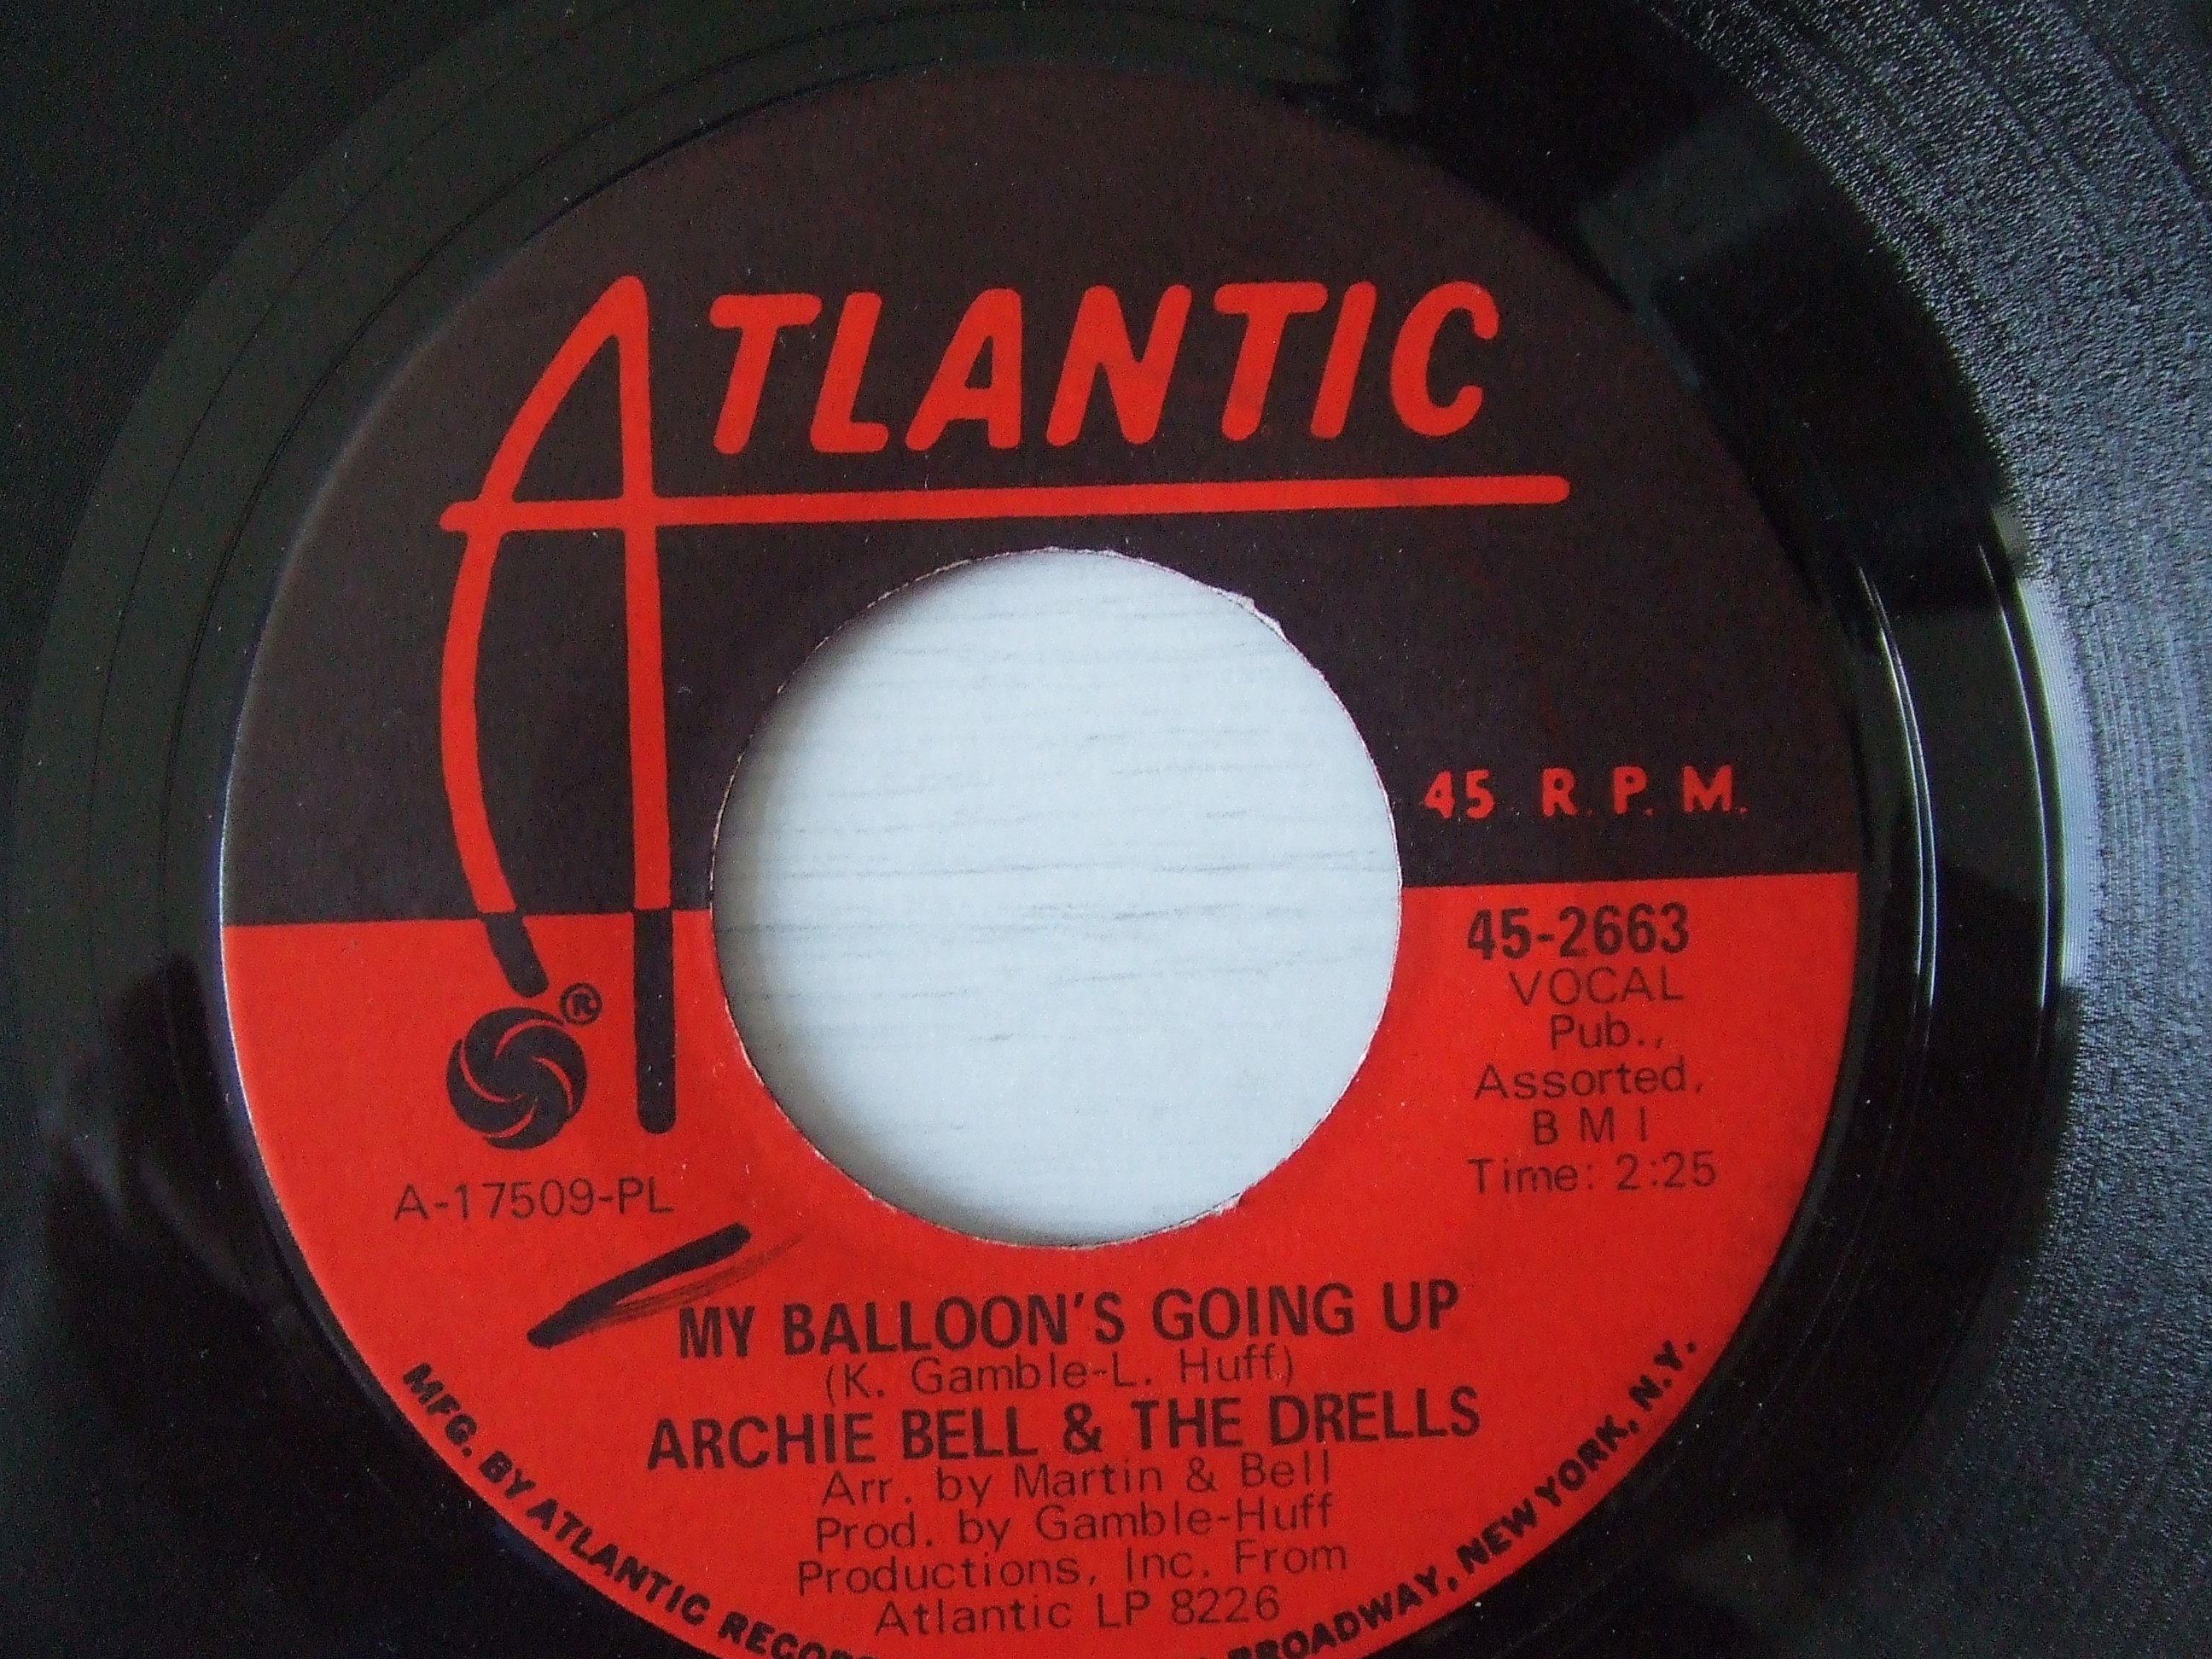 ATLANTIC
45 R.P.M.
45-2663
VOCAL
Pub.,
Assorted,
BMI
Time: 2:25
®
A-17509-PL
MY BALLOON'S GOING UP
(K. Gamble-L. Huff)
ARCHIE BELL & THE DRELLS
Arr. by Martin & Bell
Prod. by Gamble-Huff
Productions, Inc. From
Atlantic LP 8226
MFG. BY ATLANTIC BROADWAY, NEW YORK, N.Y.